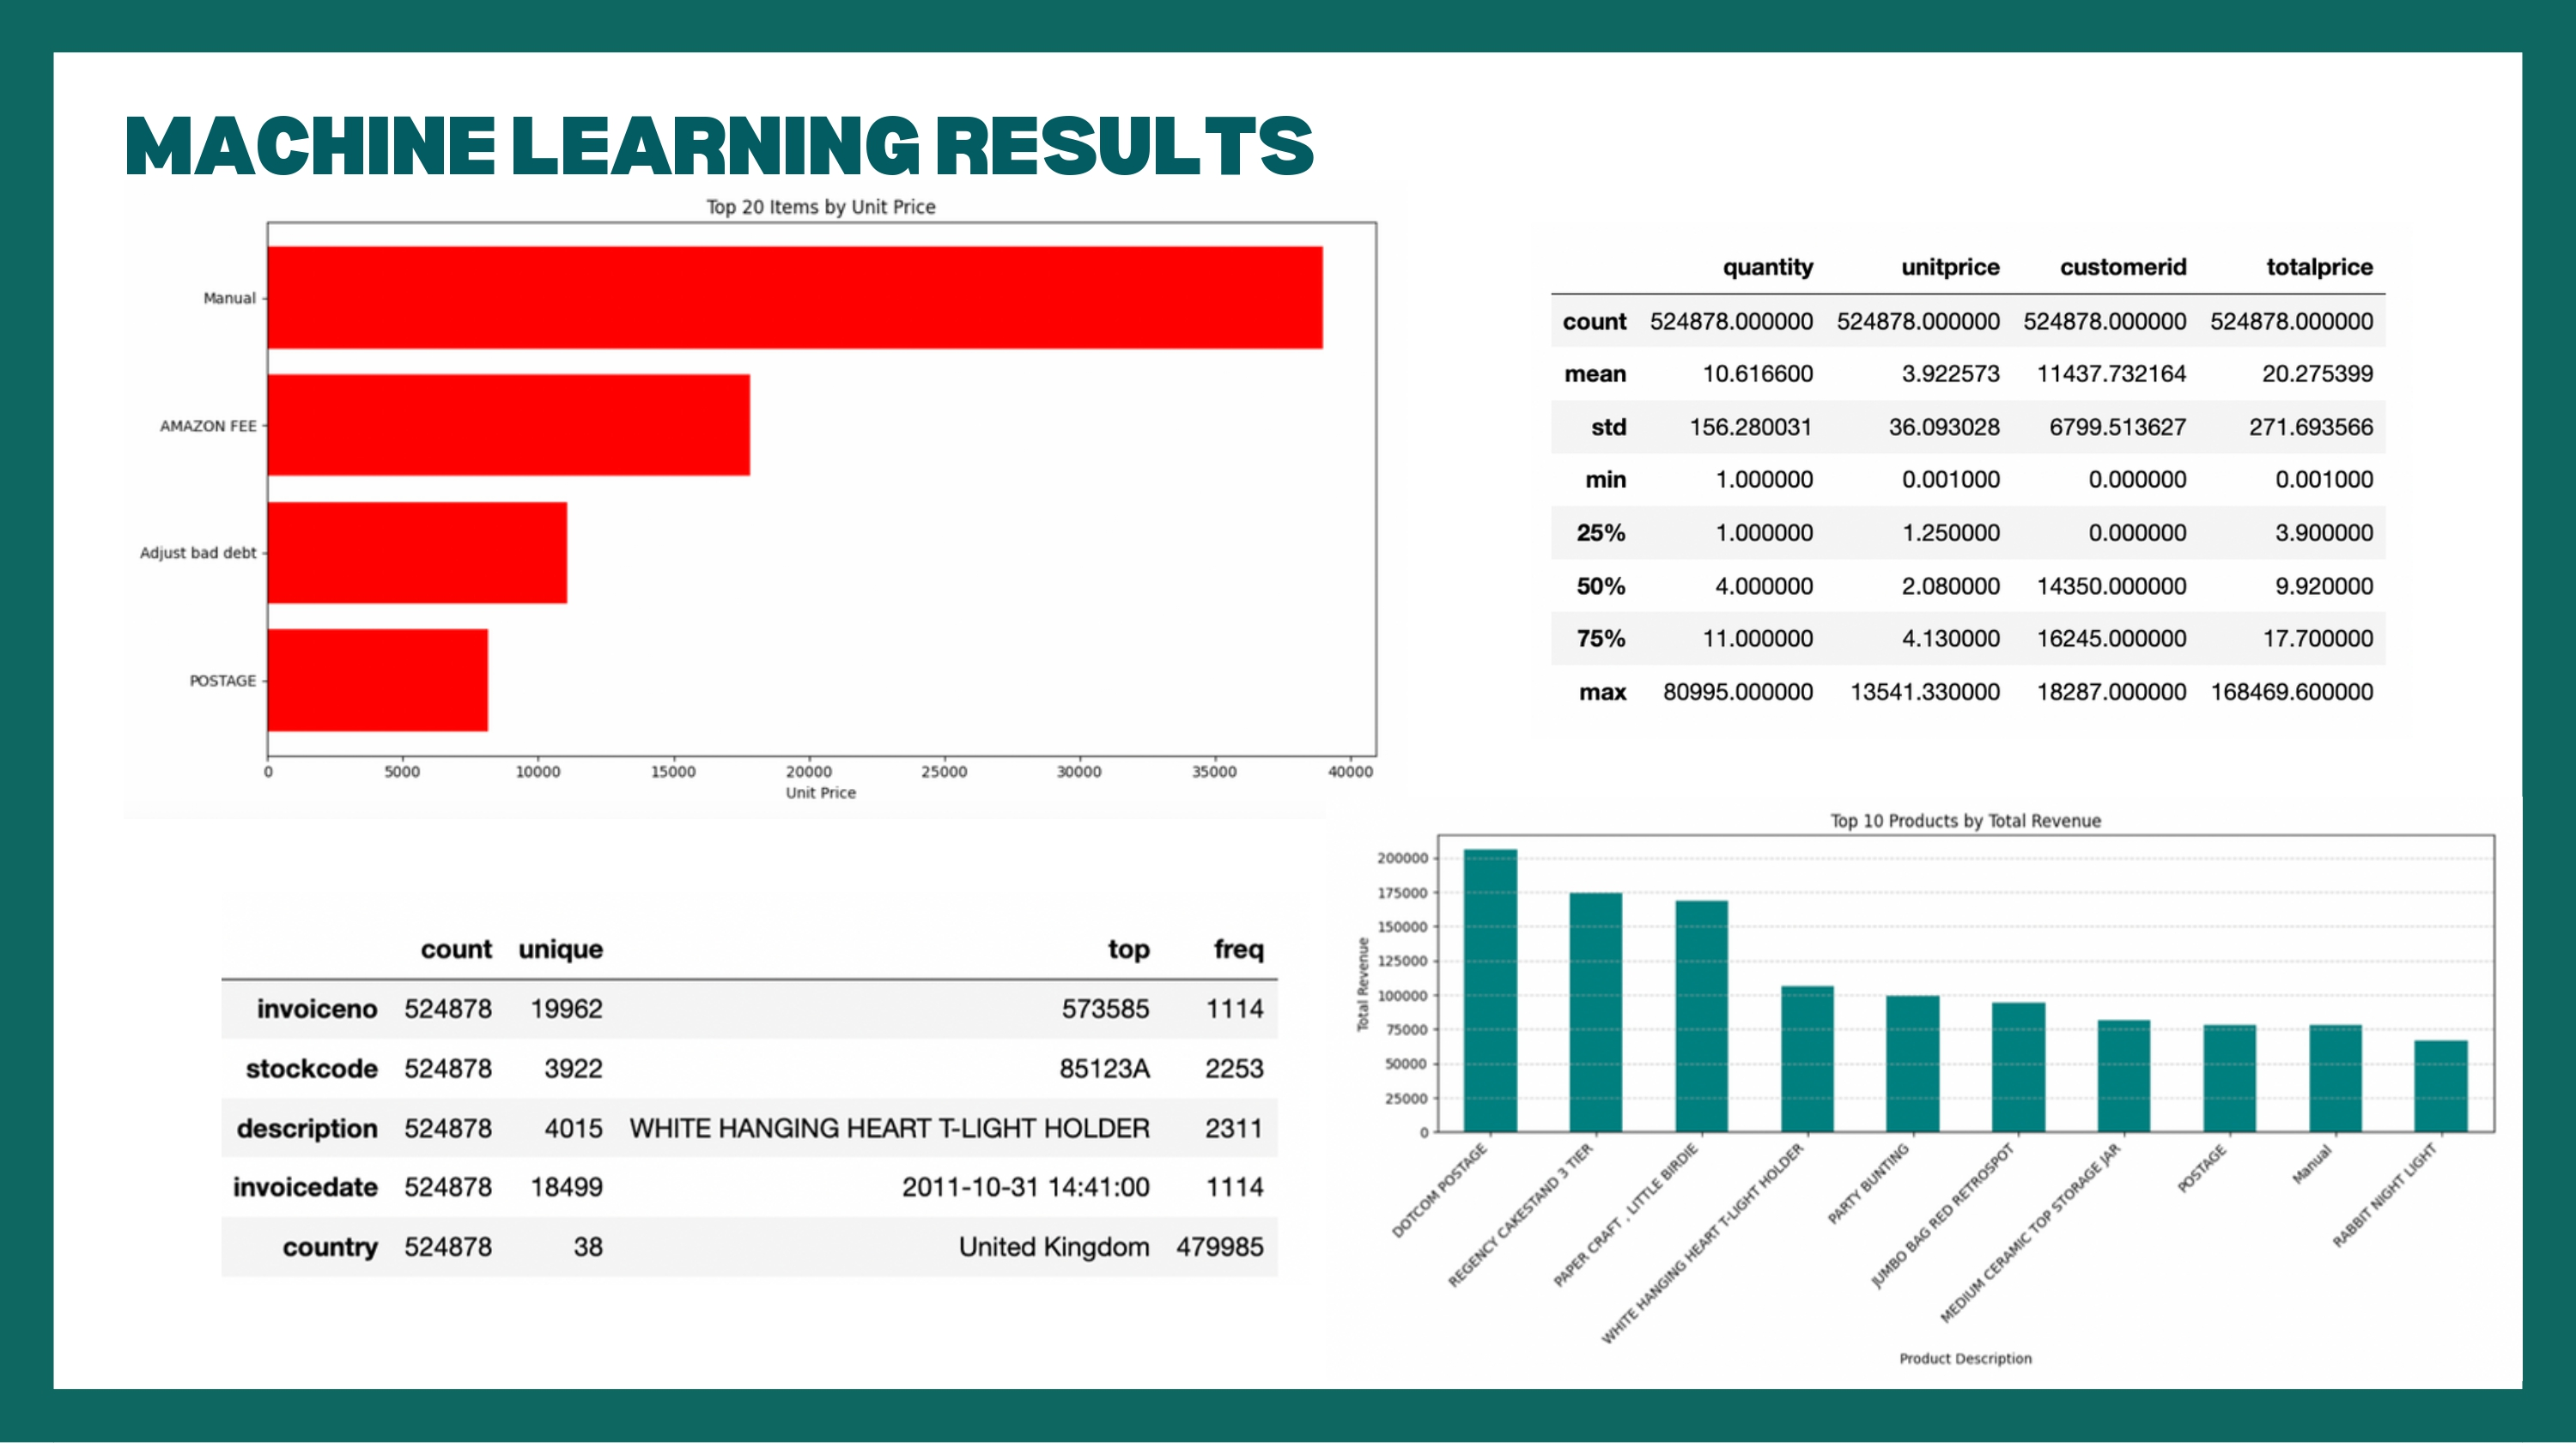 MACHINE LEARNING RESULTS
Top 20 Items by Unit Price
Manual
AMAZON FEE
Adjust bad debt
POSTAGE
0 5000 10000 15000 20000 25000 30000 35000 40000
Unit Price
quantity unitprice customerid totalprice
count 524878.000000 524878.000000 524878.000000 524878.000000
mean 10.616600 3.922573 11437.732164 20.275399
std 156.280031 36.093028 6799.513627 271.693566
min 1.000000 0.001000 0.000000 0.001000
25% 1.000000 1.250000 0.000000 3.900000
50% 4.000000 2.080000 14350.000000 9.920000
75% 11.000000 4.130000 16245.000000 17.700000
max 80995.000000 13541.330000 18287.000000 168469.600000
count unique top freq
invoiceno 524878 19962 573585 1114
stockcode 524878 3922 85123A 2253
description 524878 4015 WHITE HANGING HEART T-LIGHT HOLDER 2311
invoicedate 524878 18499 2011-10-31 14:41:00 1114
country 524878 38 United Kingdom 479985
Top 10 Products by Total Revenue
Total Revenue
200000
175000
150000
125000
100000
75000
50000
25000
0
DOTCOM POSTAGE
REGENCY CAKESTAND 3 TIER
PAPER CRAFT , LITTLE BIRDIE
WHITE HANGING HEART T-LIGHT HOLDER
PARTY BUNTING
JUMBO BAG RED RETROSPOT
MEDIUM CERAMIC TOP STORAGE JAR
POSTAGE
Manual
RABBIT NIGHT LIGHT
Product Description